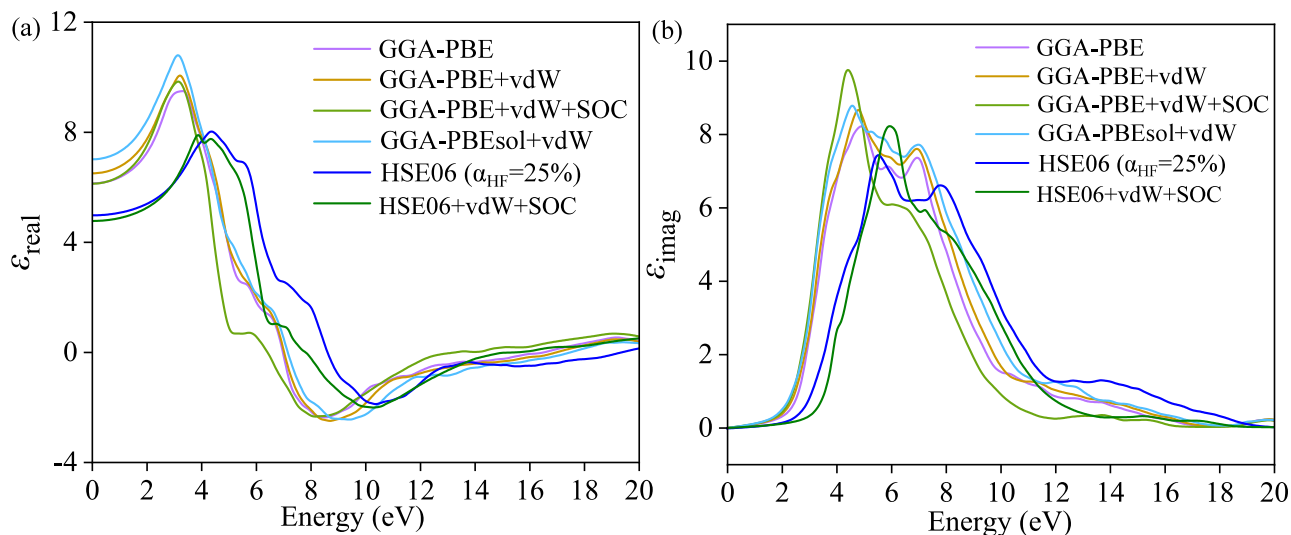 (a)
12
8
4
0
-4
ε_real
GGA-PBE
GGA-PBE+vdW
GGA-PBE+vdW+SOC
GGA-PBEsol+vdW
HSE06 (α_HF=25%)
HSE06+vdW+SOC
0 2 4 6 8 10 12 14 16 18 20
Energy (eV)
(b)
10
8
6
4
2
0
ε_imag
GGA-PBE
GGA-PBE+vdW
GGA-PBE+vdW+SOC
GGA-PBEsol+vdW
HSE06 (α_HF=25%)
HSE06+vdW+SOC
0 2 4 6 8 10 12 14 16 18 20
Energy (eV)